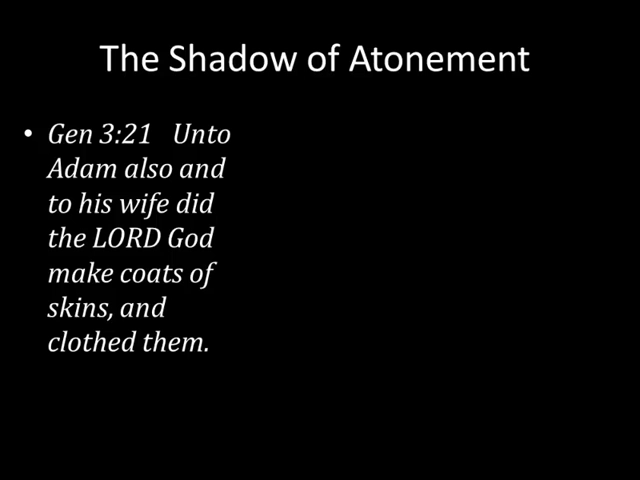 The Shadow of Atonement
• Gen 3:21 Unto
Adam also and
to his wife did
the LORD God
make coats of
skins, and
clothed them.